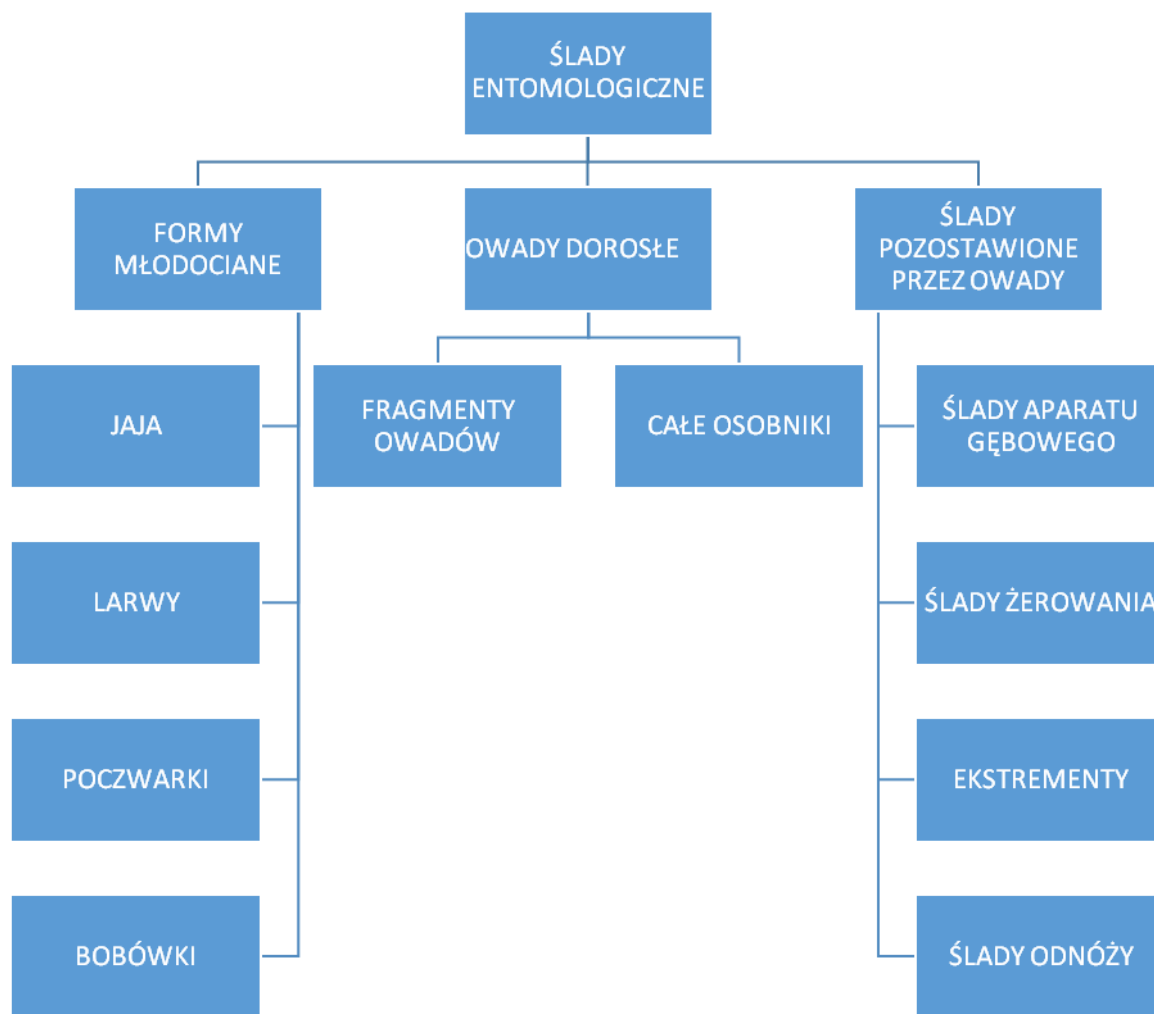 ŚLADY
ENTOMOLOGICZNE
FORMY
MŁODOCIANE
OWADY DOROSŁE
ŚLADY
POZOSTAWIONE
PRZEZ OWADY
JAJA
FRAGMENTY
OWADÓW
CAŁE OSOBNIKI
ŚLADY APARATU
GĘBOWEGO
LARWY
ŚLADY ŻEROWANIA
POCZWARKI
EKSTREMENTY
BOBÓWKI
ŚLADY ODNÓŻY